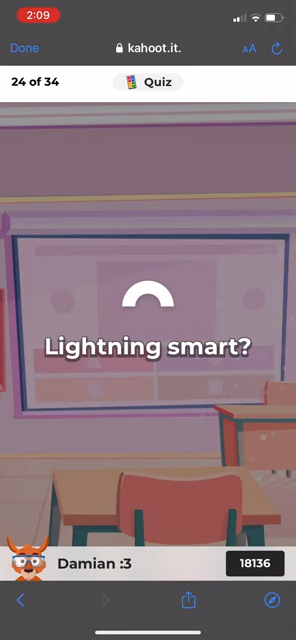 2:09
Done
kahoot.it.
AA
24 of 34
Quiz
Lightning smart?
Damian :3
18136